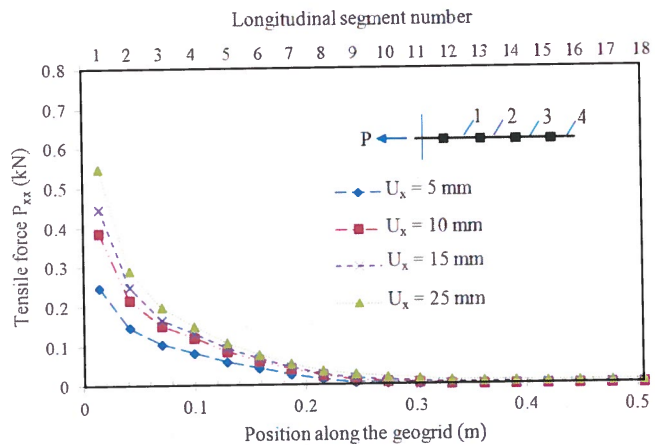 Longitudinal segment number
1 2 3 4 5 6 7 8 9 10 11 12 13 14 15 16 17 18
0.8
0.7
0.6
0.5
0.4
0.3
0.2
0.1
0
Tensile force Pxx (kN)
P
1 2 3 4
Ux = 5 mm
Ux = 10 mm
Ux = 15 mm
Ux = 25 mm
0 0.1 0.2 0.3 0.4 0.5
Position along the geogrid (m)